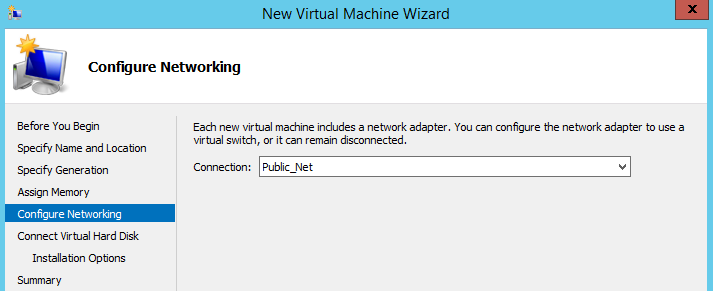 New Virtual Machine Wizard
x
Configure Networking
Before You Begin
Specify Name and Location
Specify Generation
Assign Memory
Configure Networking
Connect Virtual Hard Disk
Installation Options
Summary
Each new virtual machine includes a network adapter. You can configure the network adapter to use a
virtual switch, or it can remain disconnected.
Connection: Public_Net